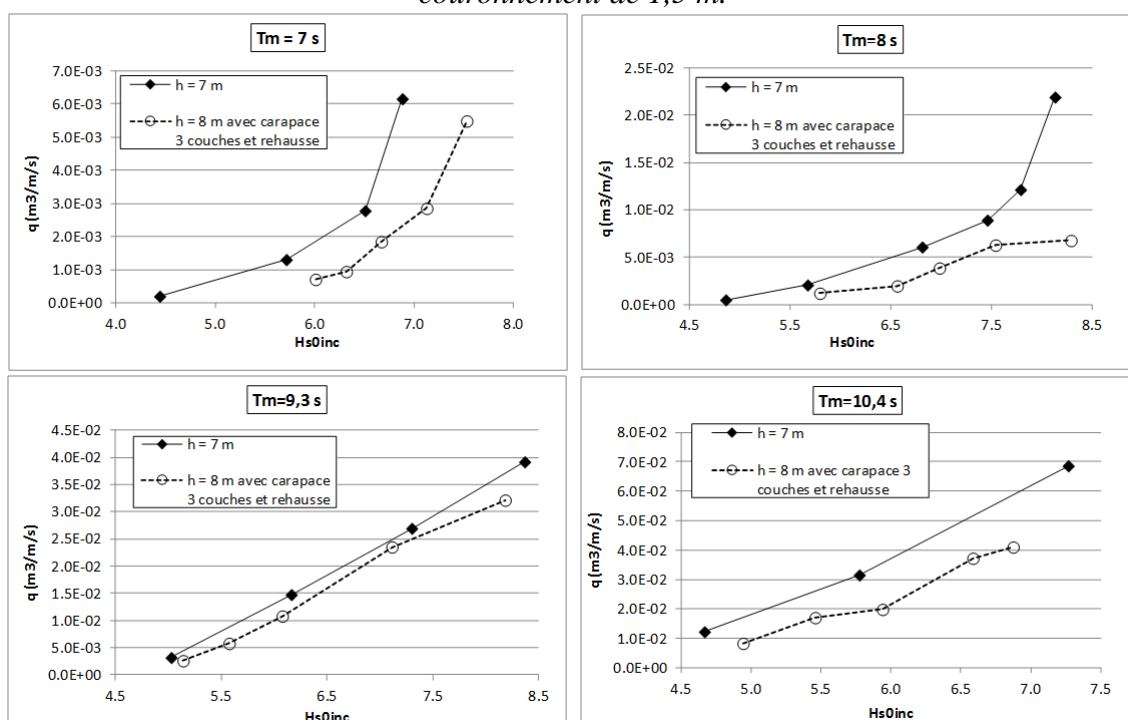 couronnement de 1,5 m.
Tm = 7 s
7.0E-03
6.0E-03
5.0E-03
4.0E-03
3.0E-03
2.0E-03
1.0E-03
0.0E+00
q (m3/m/s)
h = 7 m
h = 8 m avec carapace
3 couches et rehausse
4.0 5.0 6.0 7.0 8.0
Hs0inc
Tm=8 s
2.5E-02
2.0E-02
1.5E-02
1.0E-02
5.0E-03
0.0E+00
q (m3/m/s)
h = 7 m
h = 8 m avec carapace
3 couches et rehausse
4.5 5.5 6.5 7.5 8.5
Hs0inc
Tm=9,3 s
4.5E-02
4.0E-02
3.5E-02
3.0E-02
2.5E-02
2.0E-02
1.5E-02
1.0E-02
5.0E-03
0.0E+00
q (m3/m/s)
h = 7 m
h = 8 m avec carapace
3 couches et rehausse
4.5 5.5 6.5 7.5 8.5
Hs0inc
Tm=10,4 s
8.0E-02
7.0E-02
6.0E-02
5.0E-02
4.0E-02
3.0E-02
2.0E-02
1.0E-02
0.0E+00
q (m3/m/s)
h = 7 m
h = 8 m avec carapace 3
couches et rehausse
4.5 5.0 5.5 6.0 6.5 7.0 7.5
Hs0inc